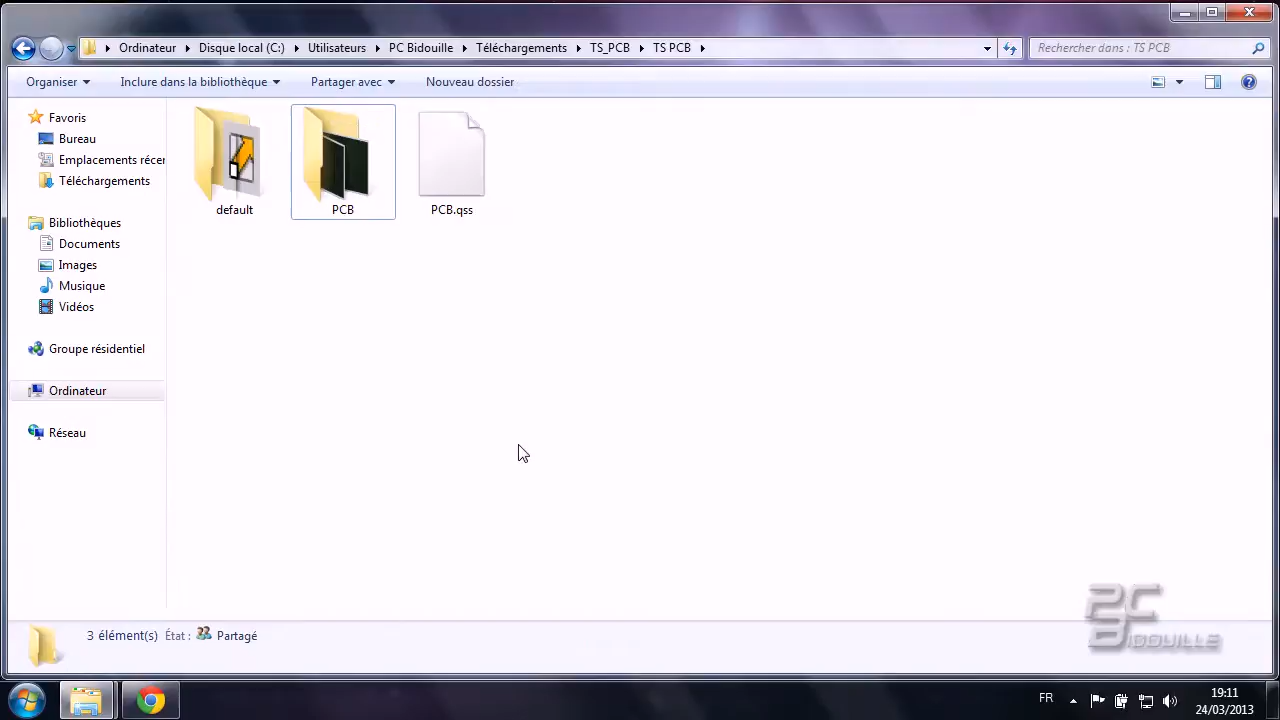 Ordinateur Disque local (C:) Utilisateurs PC Bidouille Téléchargements TS_PCB TS PCB
Rechercher dans : TS PCB
Organiser Inclure dans la bibliothèque Partager avec Nouveau dossier
Favoris
Bureau
Emplacements récer
Téléchargements
Bibliothèques
Documents
Images
Musique
Vidéos
Groupe résidentiel
Ordinateur
Réseau
default
PCB
PCB.qss
3 élément(s) État : Partagé
PC
BIDOUILLE
FR
19:11
24/03/2013